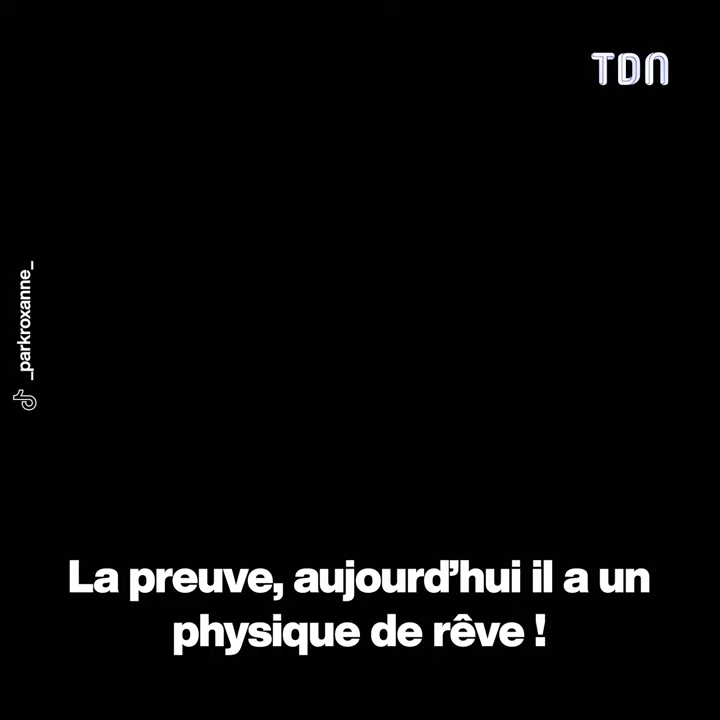 TDN
_parkroxanne_
La preuve, aujourd’hui il a un
physique de rêve !